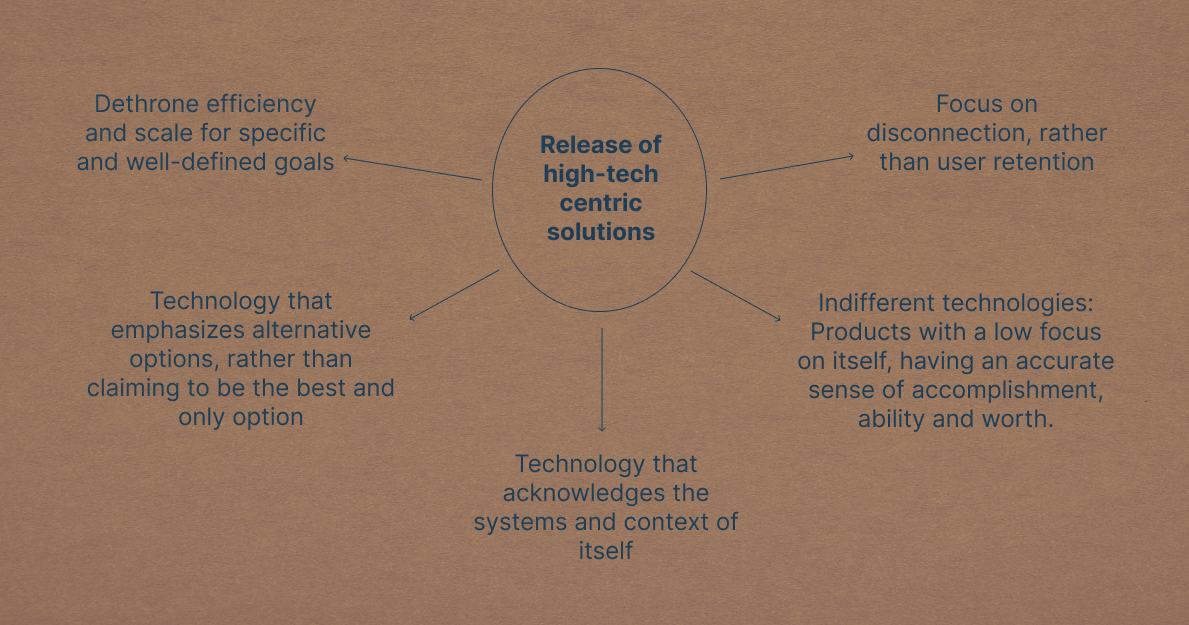 Release of
high-tech
centric
solutions
Dethrone efficiency
and scale for specific
and well-defined goals
Focus on
disconnection, rather
than user retention
Technology that
emphasizes alternative
options, rather than
claiming to be the best and
only option
Indifferent technologies:
Products with a low focus
on itself, having an accurate
sense of accomplishment,
ability and worth.
Technology that
acknowledges the
systems and context of
itself